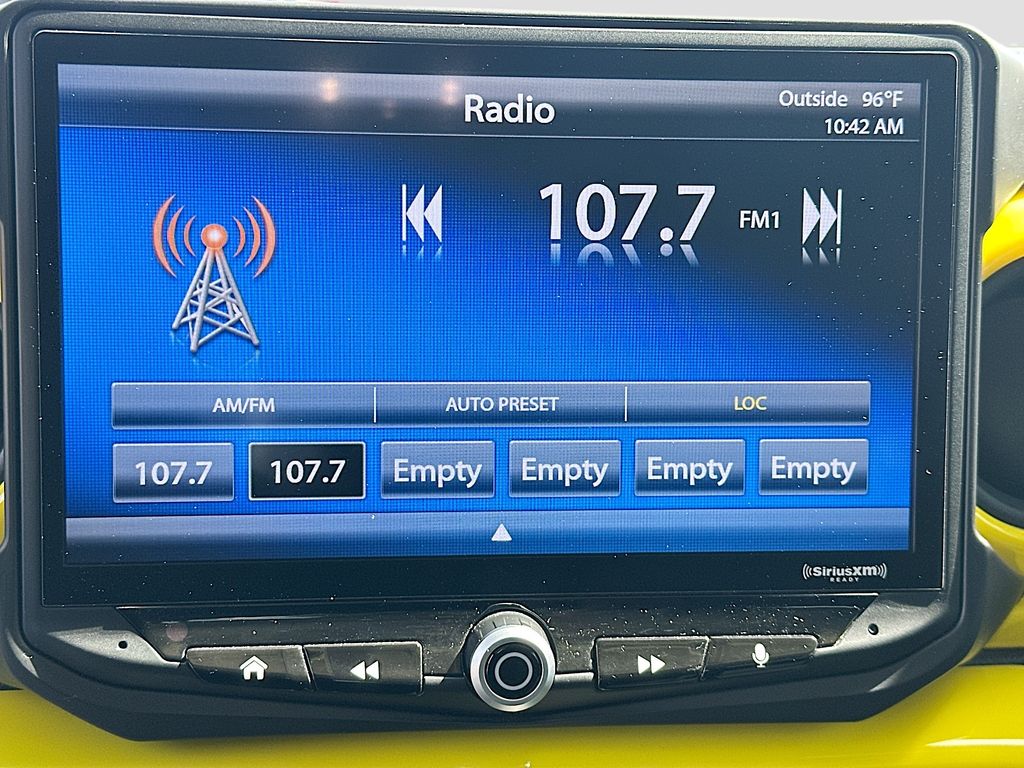 Radio
Outside 96°F
10:42 AM
107.7 FM1
AM/FM AUTO PRESET LOC
107.7 107.7 Empty Empty Empty Empty
SiriusXM
READY